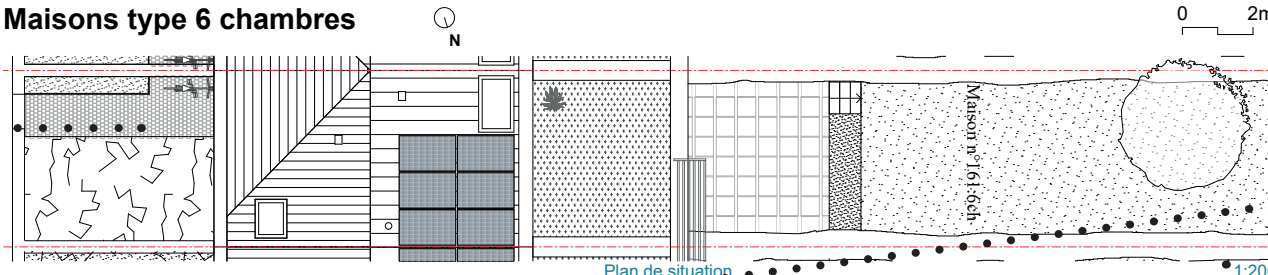 Maisons type 6 chambres
N
0 2m
Maison n°161·6ch
Plan de situation
1:20